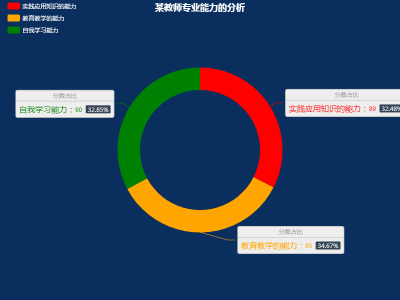 某教师专业能力的分析
实践应用知识的能力
教育教学的能力
自我学习能力
分数占比
自我学习能力：90 32.85%
分数占比
实践应用知识的能力：89 32.48%
分数占比
教育教学的能力：95 34.67%